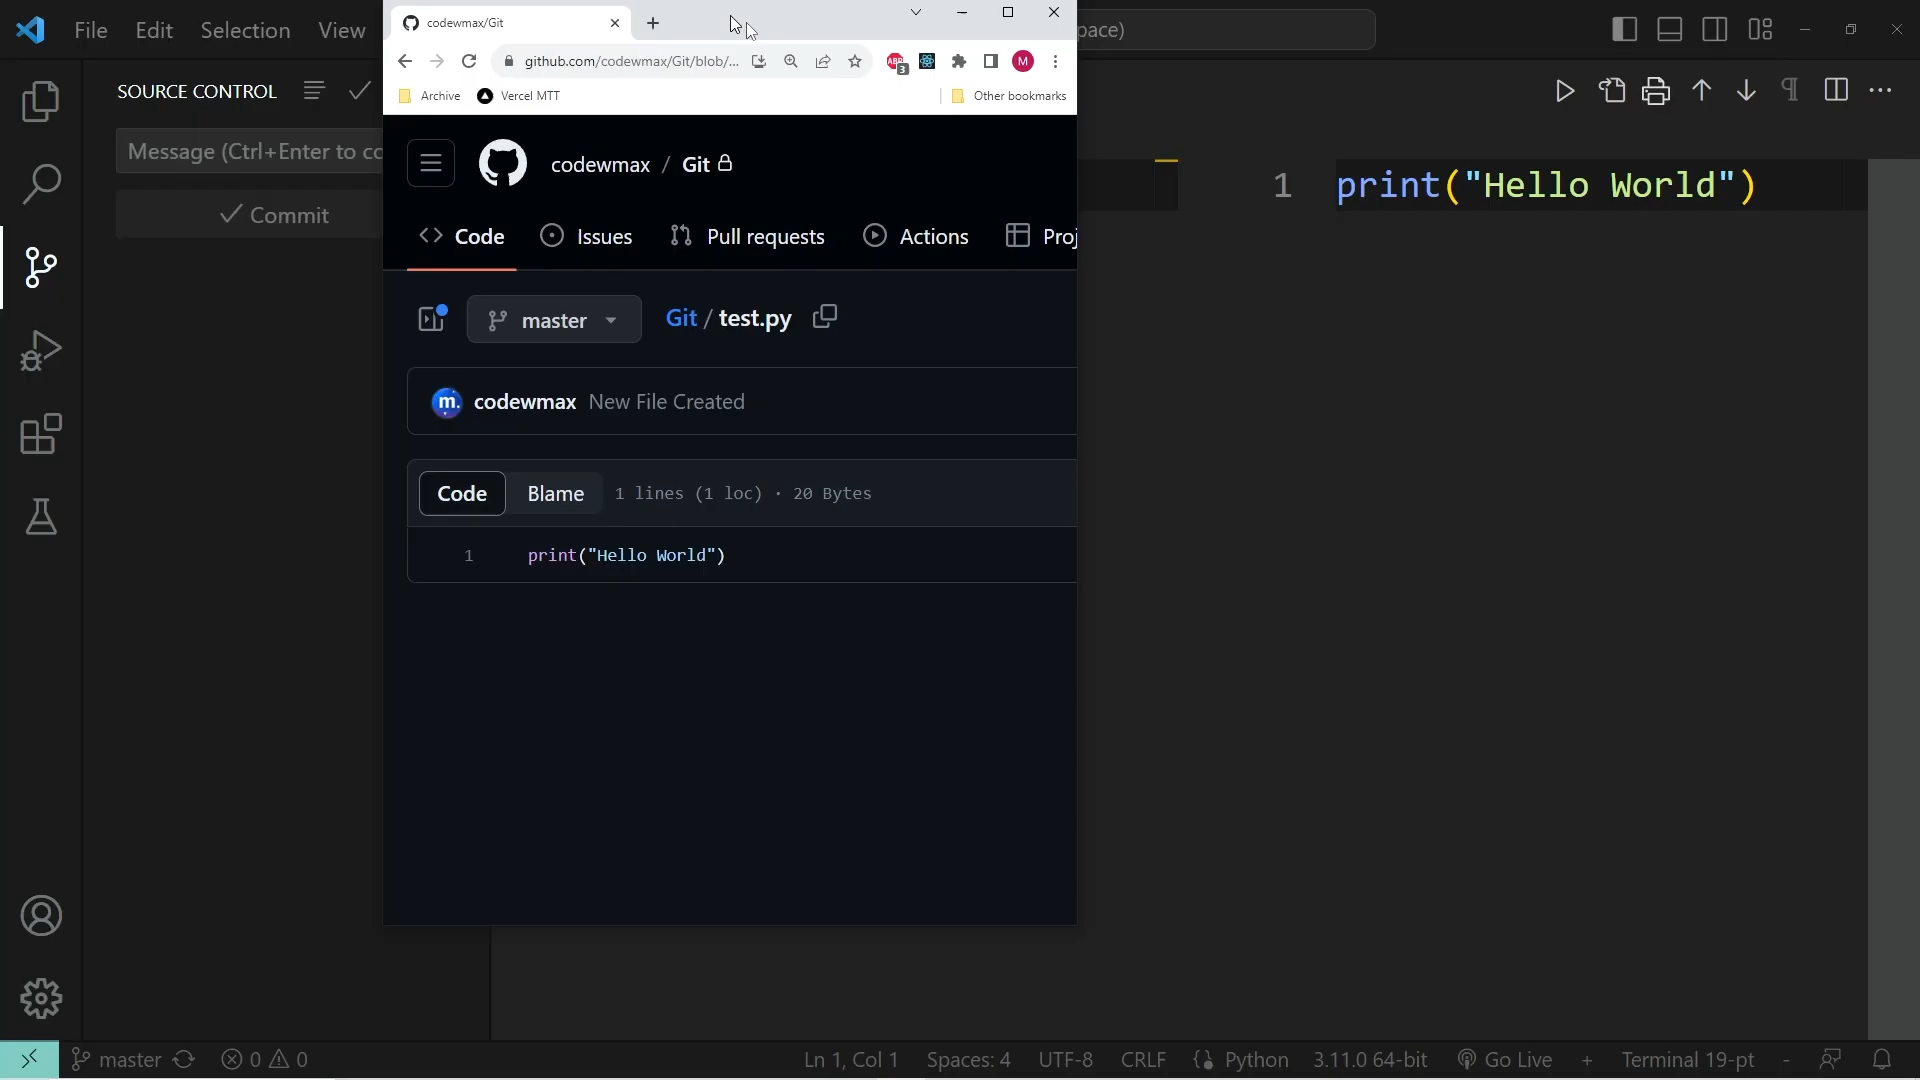 File Edit Selection View
codewmax/Git
pace)
github.com/codewmax/Git/blob/...
ABP
3
M
Archive
Vercel MTT
Other bookmarks
SOURCE CONTROL
Message (Ctrl+Enter to cc
Commit
codewmax / Git
Code
Issues
Pull requests
Actions
Proj
master
Git / test.py
m.
codewmax New File Created
Code
Blame
1 lines (1 loc) · 20 Bytes
1 print("Hello World")
1 print("Hello World")
master
0
0
Ln 1, Col 1
Spaces: 4
UTF-8
CRLF
Python
3.11.0 64-bit
Go Live
+
Terminal 19-pt
-